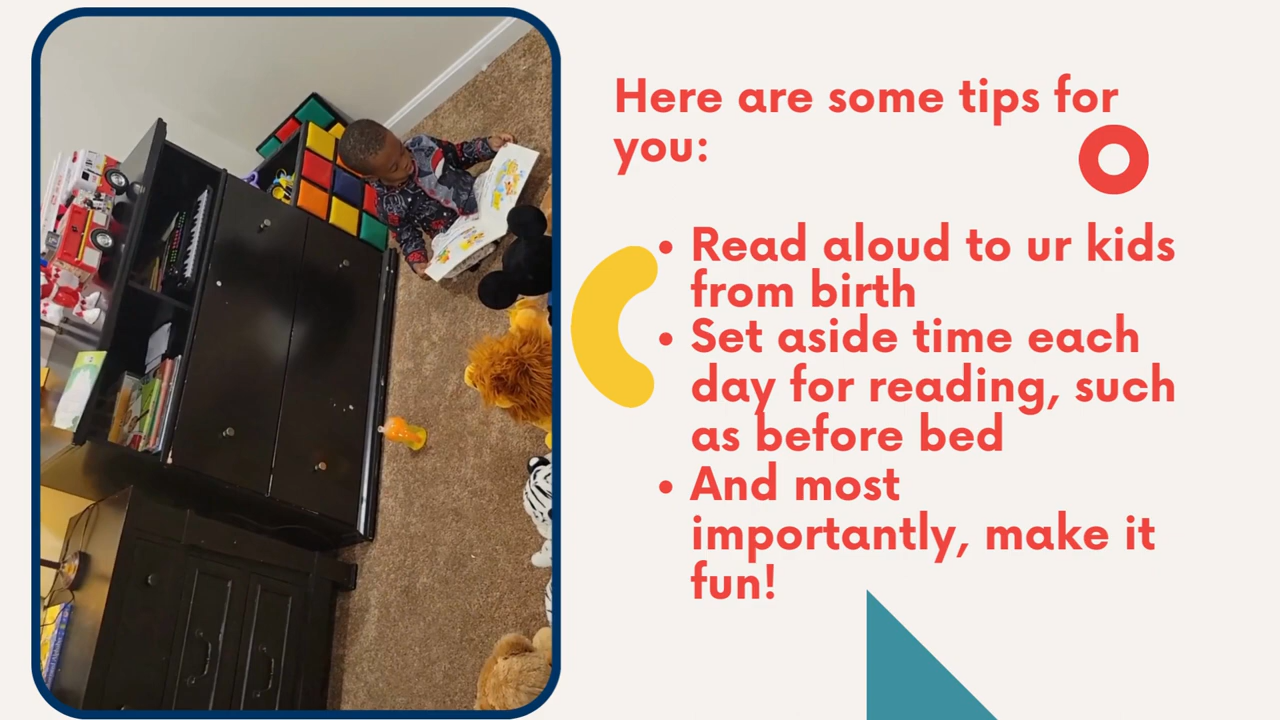 Here are some tips for
you:
• Read aloud to ur kids
from birth
• Set aside time each
day for reading, such
as before bed
• And most
importantly, make it
fun!